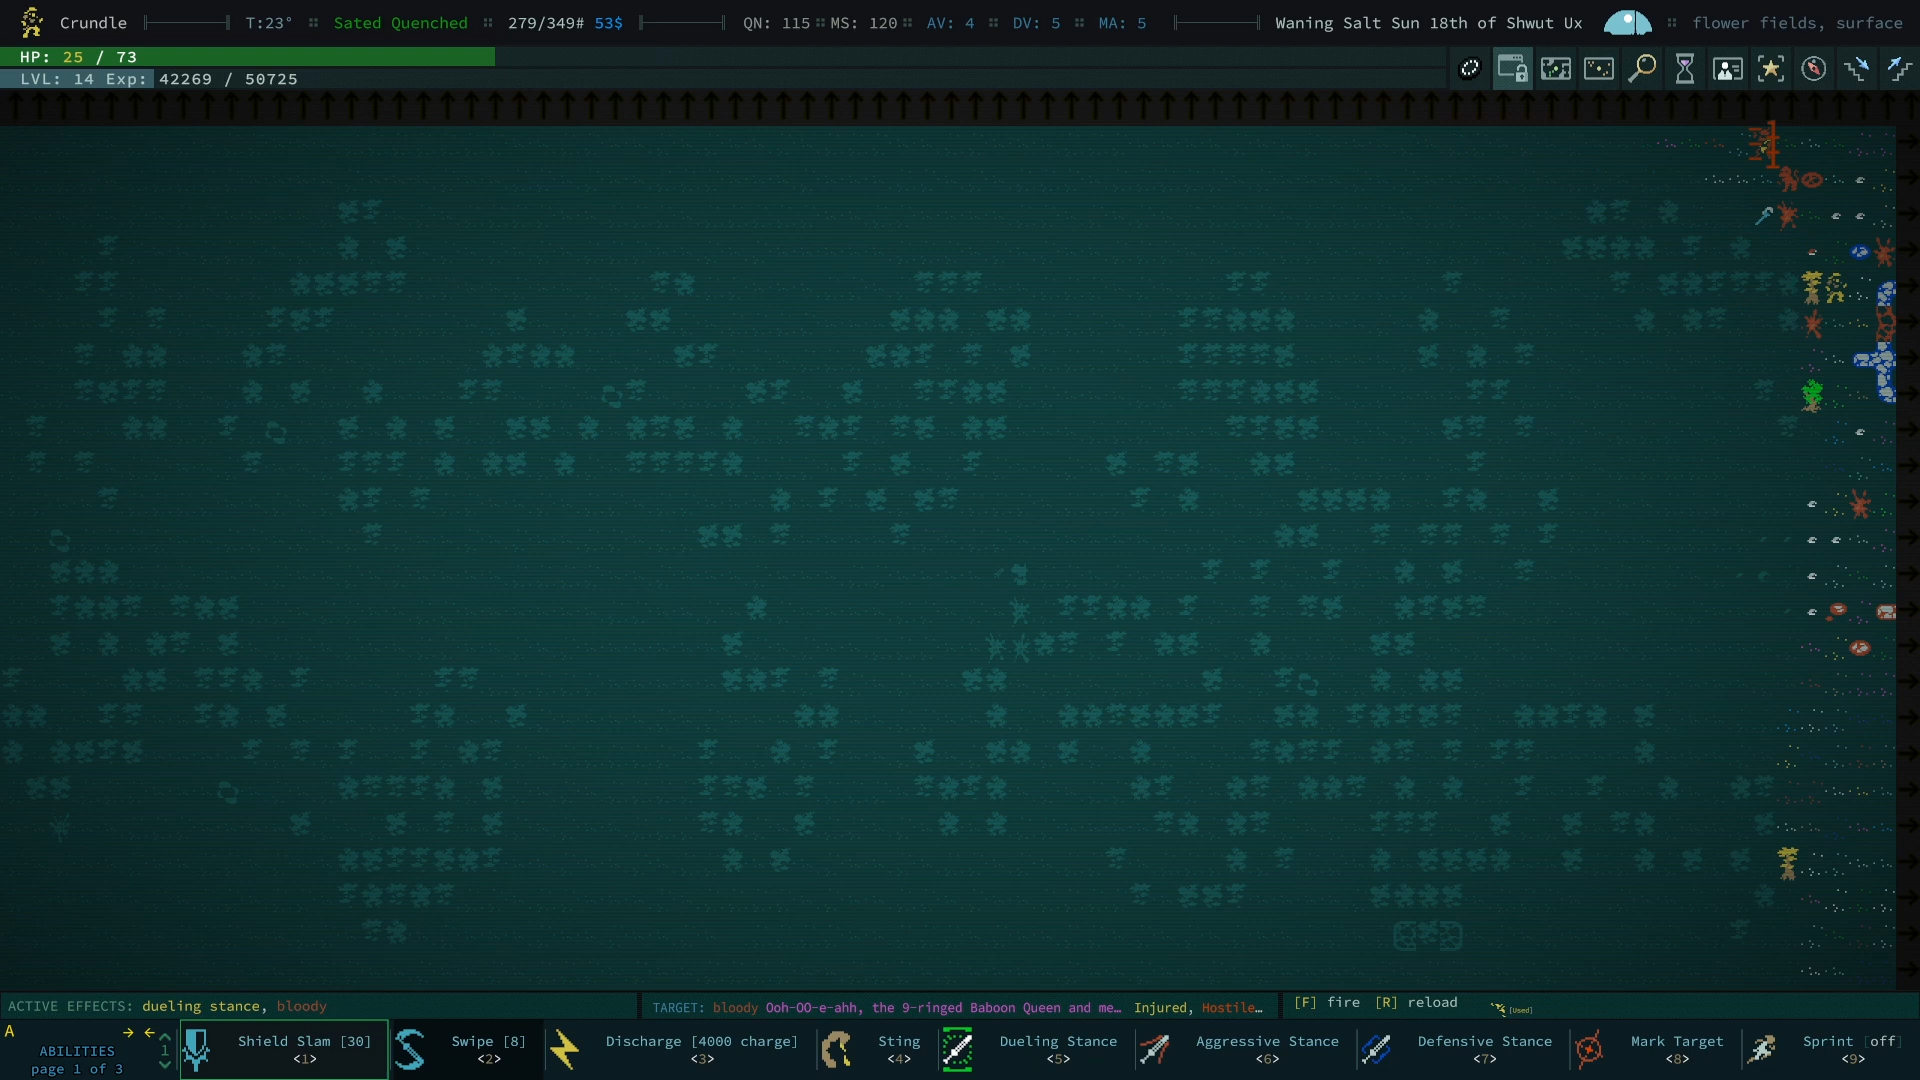 Crundle T:23° Sated Quenched 279/349# 53$ QN: 115 MS: 120 AV: 4 DV: 5 MA: 5 Waning Salt Sun 18th of Shwut Ux flower fields, surface
HP: 25 / 73
LVL: 14 Exp: 42269 / 50725
ACTIVE EFFECTS: dueling stance, bloody
TARGET: bloody Ooh-OO-e-ahh, the 9-ringed Baboon Queen and me… Injured, Hostile…
[F] fire [R] reload [Used]
A
ABILITIES
page 1 of 3
1
Shield Slam [30]
<1>
Swipe [8]
<2>
Discharge [4000 charge]
<3>
Sting
<4>
Dueling Stance
<5>
Aggressive Stance
<6>
Defensive Stance
<7>
Mark Target
<8>
Sprint [off]
<9>